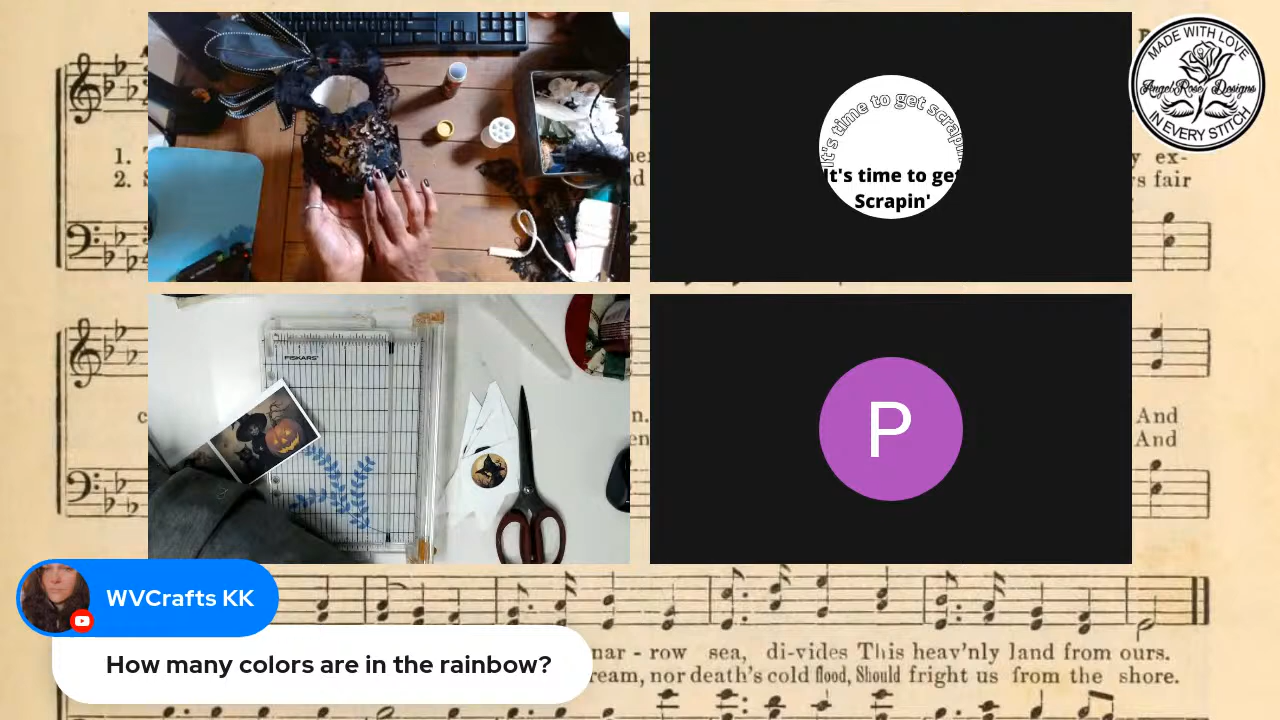 MADE WITH LOVE
AngelRose Designs
IN EVERY STITCH
It's time to get scrapin
It's time to get
Scrapin'
1.
2.
y ex-
rs fair
FISKARS
P
And
And
WVCrafts KK
How many colors are in the rainbow?
nar - row sea, di-vides This heav'nly land from ours.
ream, nor death's cold flood, Should fright us from the shore.